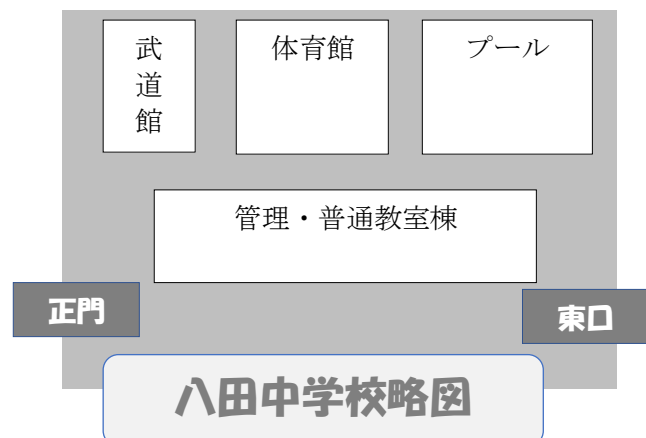 武道館
体育館
プール
管理・普通教室棟
正門
東口
八田中学校略図